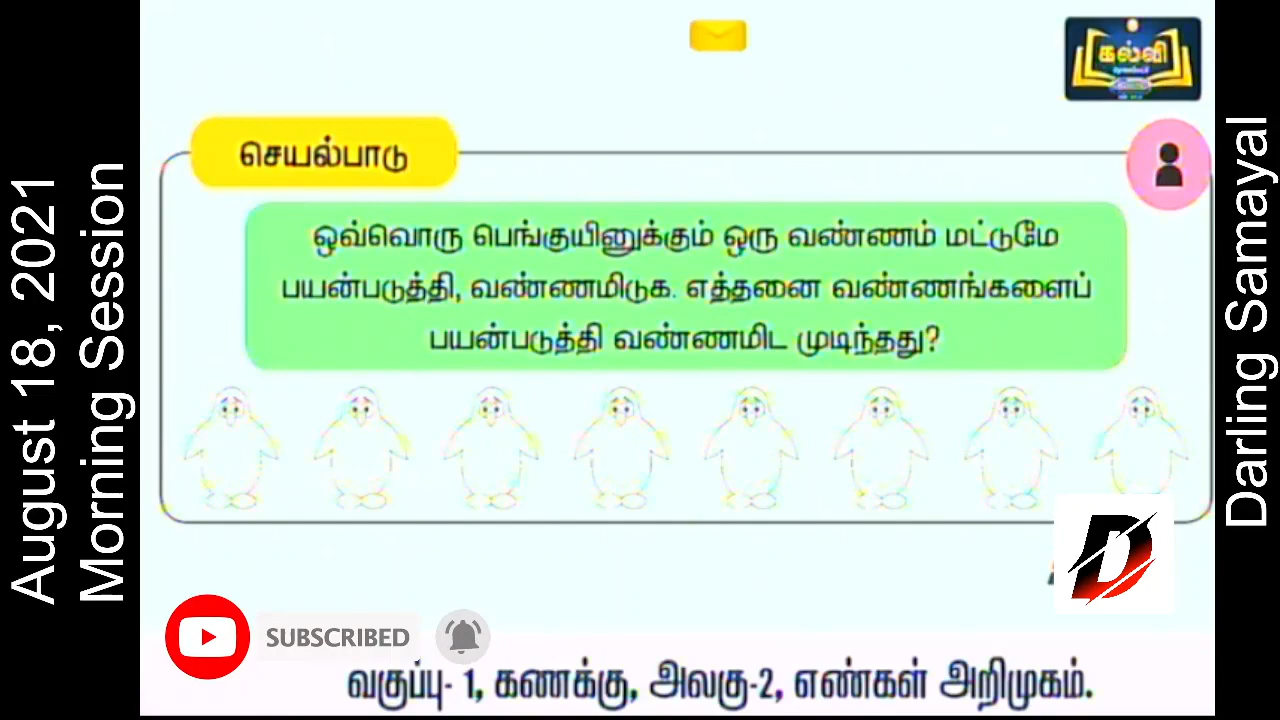 August 18, 2021
Morning Session
கல்வி
செயல்பாடு
ஒவ்வொரு பெங்குயினுக்கும் ஒரு வண்ணம் மட்டுமே
பயன்படுத்தி, வண்ணமிடுக. எத்தனை வண்ணங்களைப்
பயன்படுத்தி வண்ணமிட முடிந்தது?
D
SUBSCRIBED
வகுப்பு- 1, கணக்கு, அலகு-2, எண்கள் அறிமுகம்.
Darling Samayal